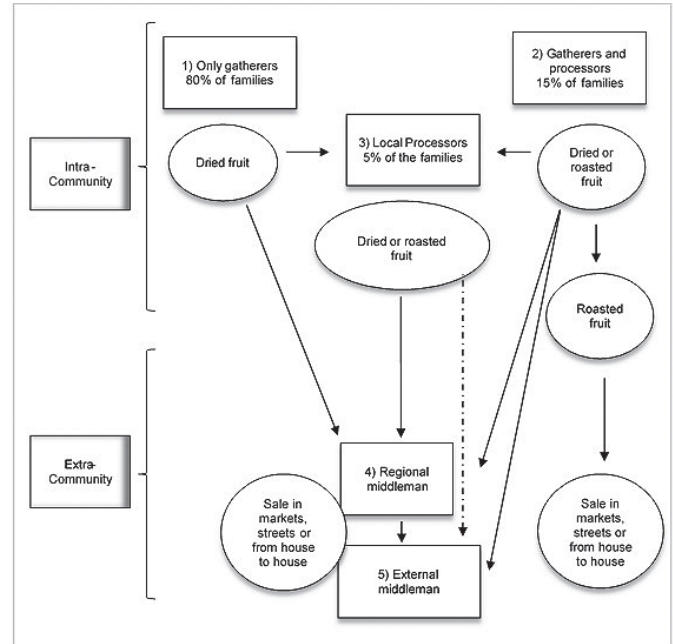 1) Only gatherers
80% of families
2) Gatherers and
processors
15% of families
Intra-
Community
Dried fruit
3) Local Processors
5% of the families
Dried or
roasted
fruit
Dried or roasted
fruit
Roasted
fruit
Extra-
Community
4) Regional
middleman
Sale in
markets,
streets or
from house
to house
5) External
middleman
Sale in
markets,
streets or
from house
to house